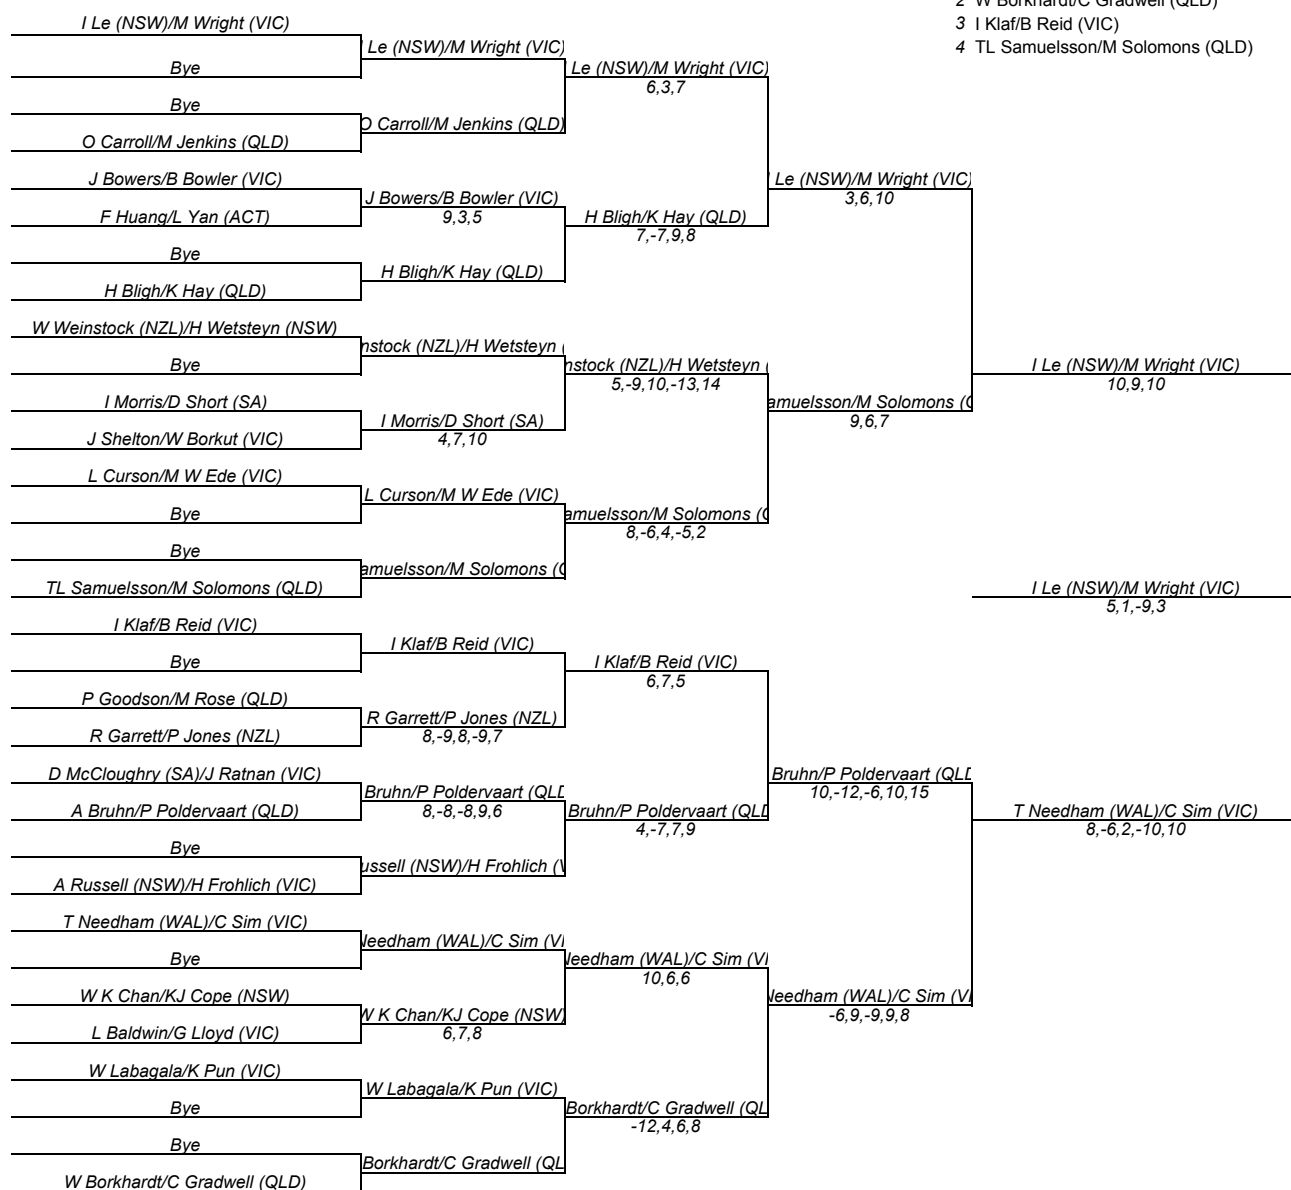 2 W Borkhardt/C Gradwell (QLD)
3 I Klaf/B Reid (VIC)
4 TL Samuelsson/M Solomons (QLD)
I Le (NSW)/M Wright (VIC)
Bye
Bye
O Carroll/M Jenkins (QLD)
J Bowers/B Bowler (VIC)
F Huang/L Yan (ACT)
Bye
H Bligh/K Hay (QLD)
W Weinstock (NZL)/H Wetsteyn (NSW)
Bye
I Morris/D Short (SA)
J Shelton/W Borkut (VIC)
L Curson/M W Ede (VIC)
Bye
Bye
TL Samuelsson/M Solomons (QLD)
I Klaf/B Reid (VIC)
Bye
P Goodson/M Rose (QLD)
R Garrett/P Jones (NZL)
D McCloughry (SA)/J Ratnan (VIC)
A Bruhn/P Poldervaart (QLD)
Bye
A Russell (NSW)/H Frohlich (VIC)
T Needham (WAL)/C Sim (VIC)
Bye
W K Chan/KJ Cope (NSW)
L Baldwin/G Lloyd (VIC)
W Labagala/K Pun (VIC)
Bye
Bye
W Borkhardt/C Gradwell (QLD)
I Le (NSW)/M Wright (VIC)
O Carroll/M Jenkins (QLD)
J Bowers/B Bowler (VIC)
9,3,5
H Bligh/K Hay (QLD)
nstock (NZL)/H Wetsteyn (
I Morris/D Short (SA)
4,7,10
L Curson/M W Ede (VIC)
amuelsson/M Solomons (Q
I Klaf/B Reid (VIC)
R Garrett/P Jones (NZL)
8,-9,8,-9,7
Bruhn/P Poldervaart (QLD
8,-8,-8,9,6
ussell (NSW)/H Frohlich (V
Needham (WAL)/C Sim (VI
W K Chan/KJ Cope (NSW)
6,7,8
W Labagala/K Pun (VIC)
Borkhardt/C Gradwell (QL
Le (NSW)/M Wright (VIC)
6,3,7
H Bligh/K Hay (QLD)
7,-7,9,8
nstock (NZL)/H Wetsteyn (
5,-9,10,-13,14
amuelsson/M Solomons (Q
8,-6,4,-5,2
I Klaf/B Reid (VIC)
6,7,5
Bruhn/P Poldervaart (QLD
4,-7,7,9
Needham (WAL)/C Sim (VI
10,6,6
Borkhardt/C Gradwell (QL
-12,4,6,8
I Le (NSW)/M Wright (VIC)
3,6,10
amuelsson/M Solomons (Q
9,6,7
Bruhn/P Poldervaart (QLD
10,-12,-6,10,15
Needham (WAL)/C Sim (VI
-6,9,-9,9,8
I Le (NSW)/M Wright (VIC)
10,9,10
I Le (NSW)/M Wright (VIC)
5,1,-9,3
T Needham (WAL)/C Sim (VIC)
8,-6,2,-10,10